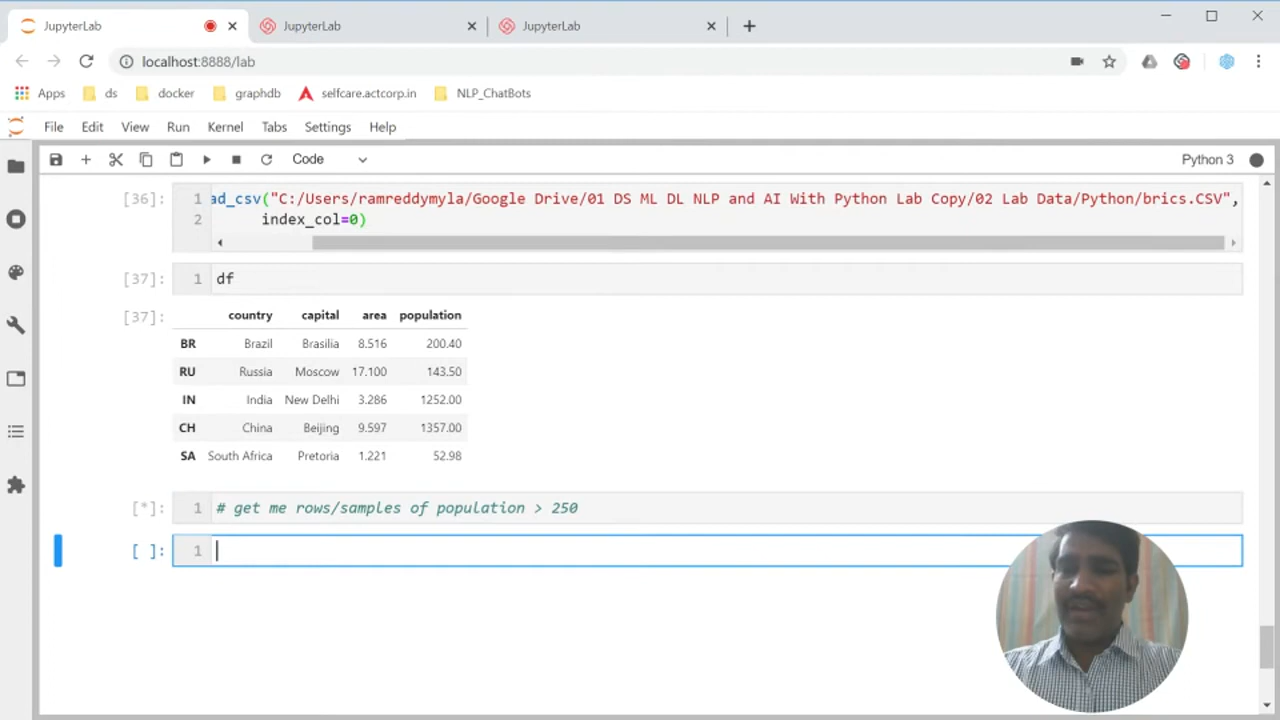 JupyterLab JupyterLab JupyterLab
localhost:8888/lab
Apps ds docker graphdb selfcare.actcorp.in NLP_ChatBots
File Edit View Run Kernel Tabs Settings Help
Code Python 3
[36]: 1 ad_csv("C:/Users/ramreddymyla/Google Drive/01 DS ML DL NLP and AI With Python Lab Copy/02 Lab Data/Python/brics.CSV",
2 index_col=0)
[37]: 1 df
[37]: country capital area population
BR Brazil Brasilia 8.516 200.40
RU Russia Moscow 17.100 143.50
IN India New Delhi 3.286 1252.00
CH China Beijing 9.597 1357.00
SA South Africa Pretoria 1.221 52.98
[*]: 1 # get me rows/samples of population > 250
[ ]: 1